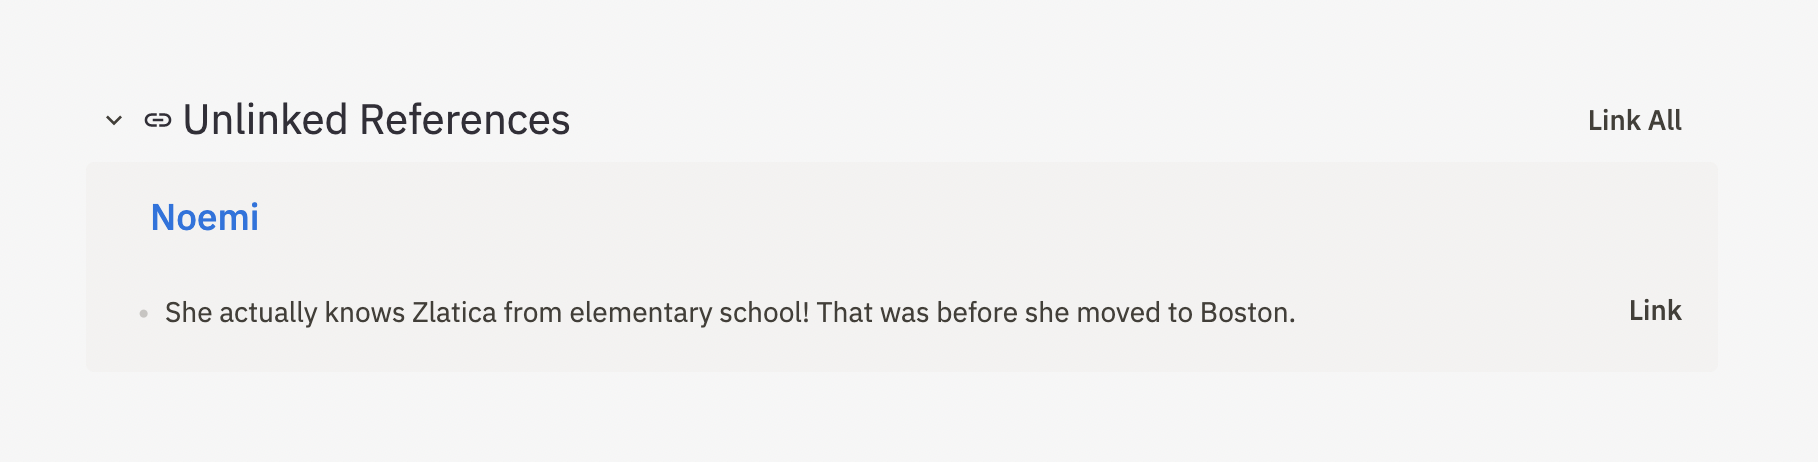 Unlinked References
Link All
Noemi
She actually knows Zlatica from elementary school! That was before she moved to Boston.
Link